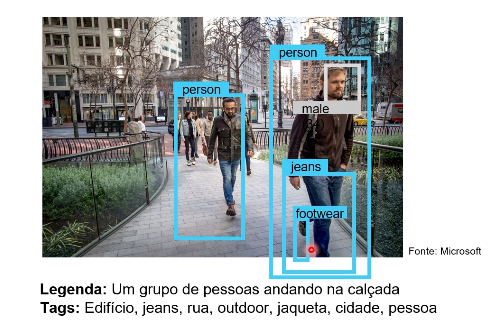 person
person
male
jeans
footwear
Fonte: Microsoft
Legenda: Um grupo de pessoas andando na calçada
Tags: Edifício, jeans, rua, outdoor, jaqueta, cidade, pessoa